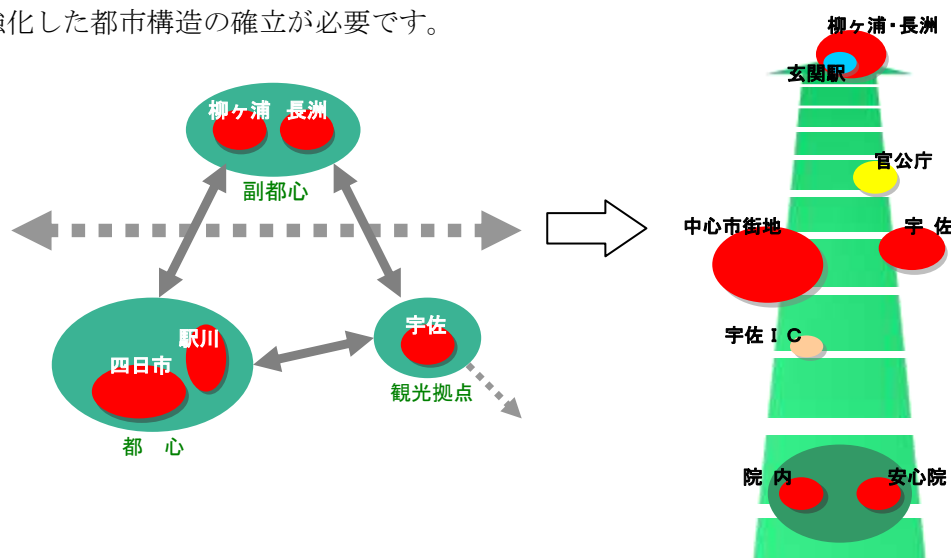 強化した都市構造の確立が必要です。
柳ヶ浦 長洲
副都心
駅川
四日市
都 心
宇佐
観光拠点
柳ヶ浦・長洲
玄関駅
官公庁
中心市街地
宇 佐
宇佐ＩＣ
院 内
安心院